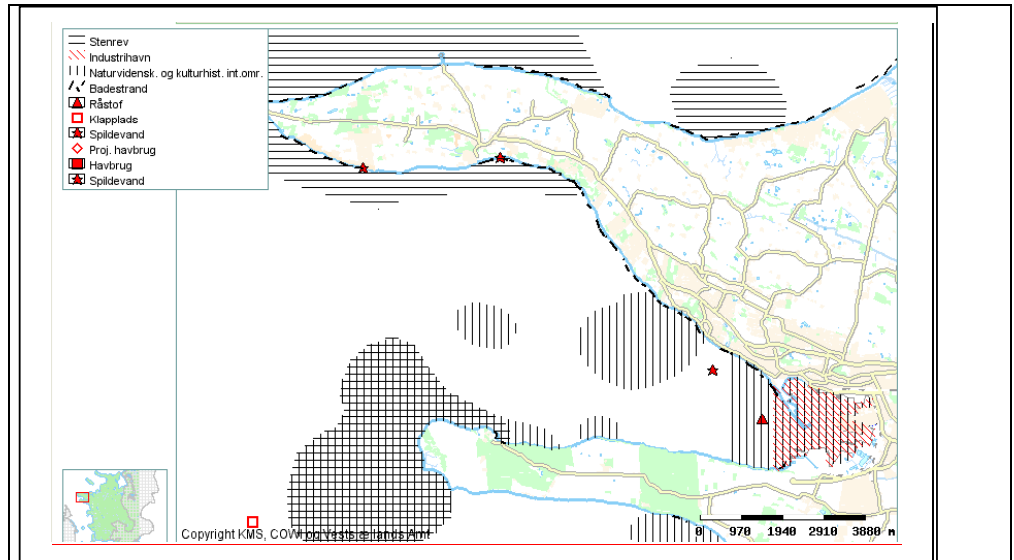 Stenrev
Industrihavn
Naturvidensk. og kulturhist. int.omr.
Badestrand
Råstof
Klapplads
Spildevand
Proj. havbrug
Havbrug
Spildevand
0 970 1940 2910 3880 m
Copyright KMS, COWI og Vestsjællands Amt